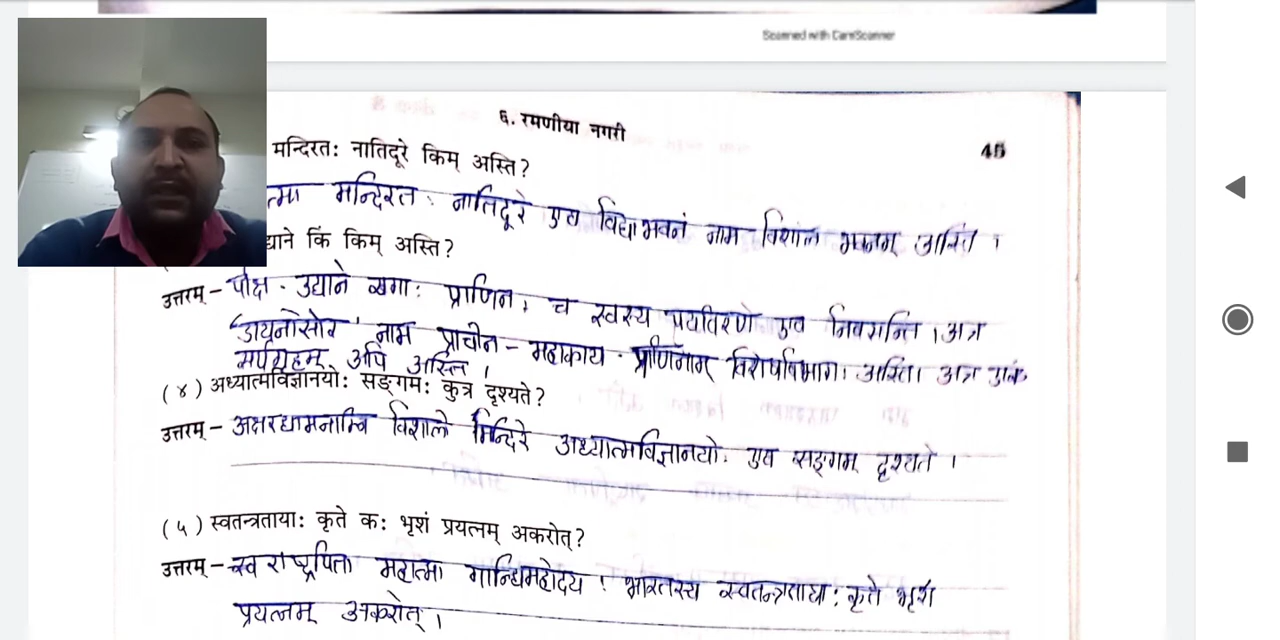 Scanned with CamScanner
६. रमणीया नगरी
45
मन्दिरतः नातिदूरे किम् अस्ति?
त्मा मन्दिरतः नातिदूरे एव विद्याभवनं नाम विशालं भवनम् अस्ति ।
द्याने किं किम् अस्ति?
उत्तरम् - उद्याने खगाः प्राणिनः च स्वस्य पर्यावरणे एव निवसन्ति । अत्र
'डायनोसोर' नाम प्राचीन - महाकाय - प्राणिनाम् विशेषविभागः अस्ति। अत्र एकं
सर्पगृहम् अपि अस्ति ।
(४) अध्यात्मविज्ञानयोः सङ्गमः कुत्र दृश्यते?
उत्तरम् - अक्षरधामनाम्नि विशाले मन्दिरे अध्यात्मविज्ञानयोः एव सङ्गमः दृश्यते ।
(५) स्वतन्त्रतायाः कृते कः भृशं प्रयत्नम् अकरोत्?
उत्तरम् - राष्ट्रपिता महात्मा गान्धिमहोदयः भारतस्य स्वतन्त्रतायाः कृते भृशं
प्रयत्नम् अकरोत् ।